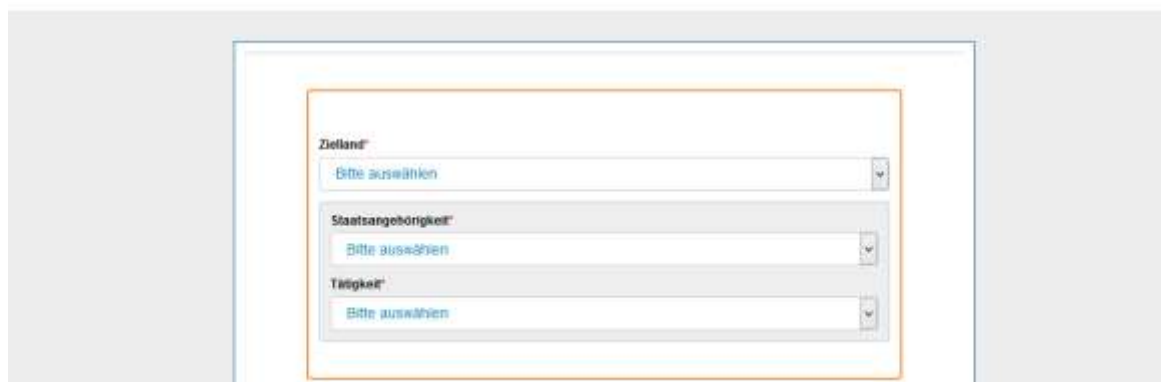 Zielland*
Bitte auswählen
Staatsangehörigkeit*
Bitte auswählen
Tätigkeit*
Bitte auswählen